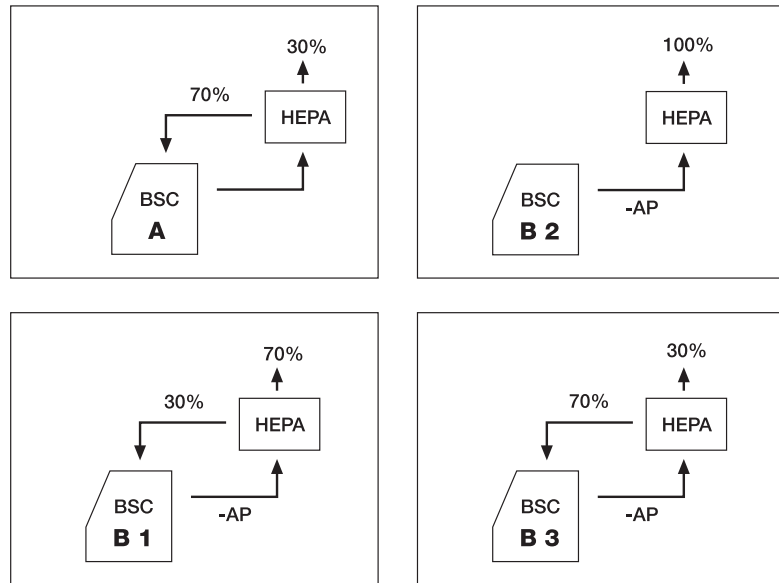 30%
70%
HEPA
BSC
A
100%
HEPA
BSC
B 2
-AP
70%
30%
HEPA
BSC
B 1
-AP
30%
70%
HEPA
BSC
B 3
-AP